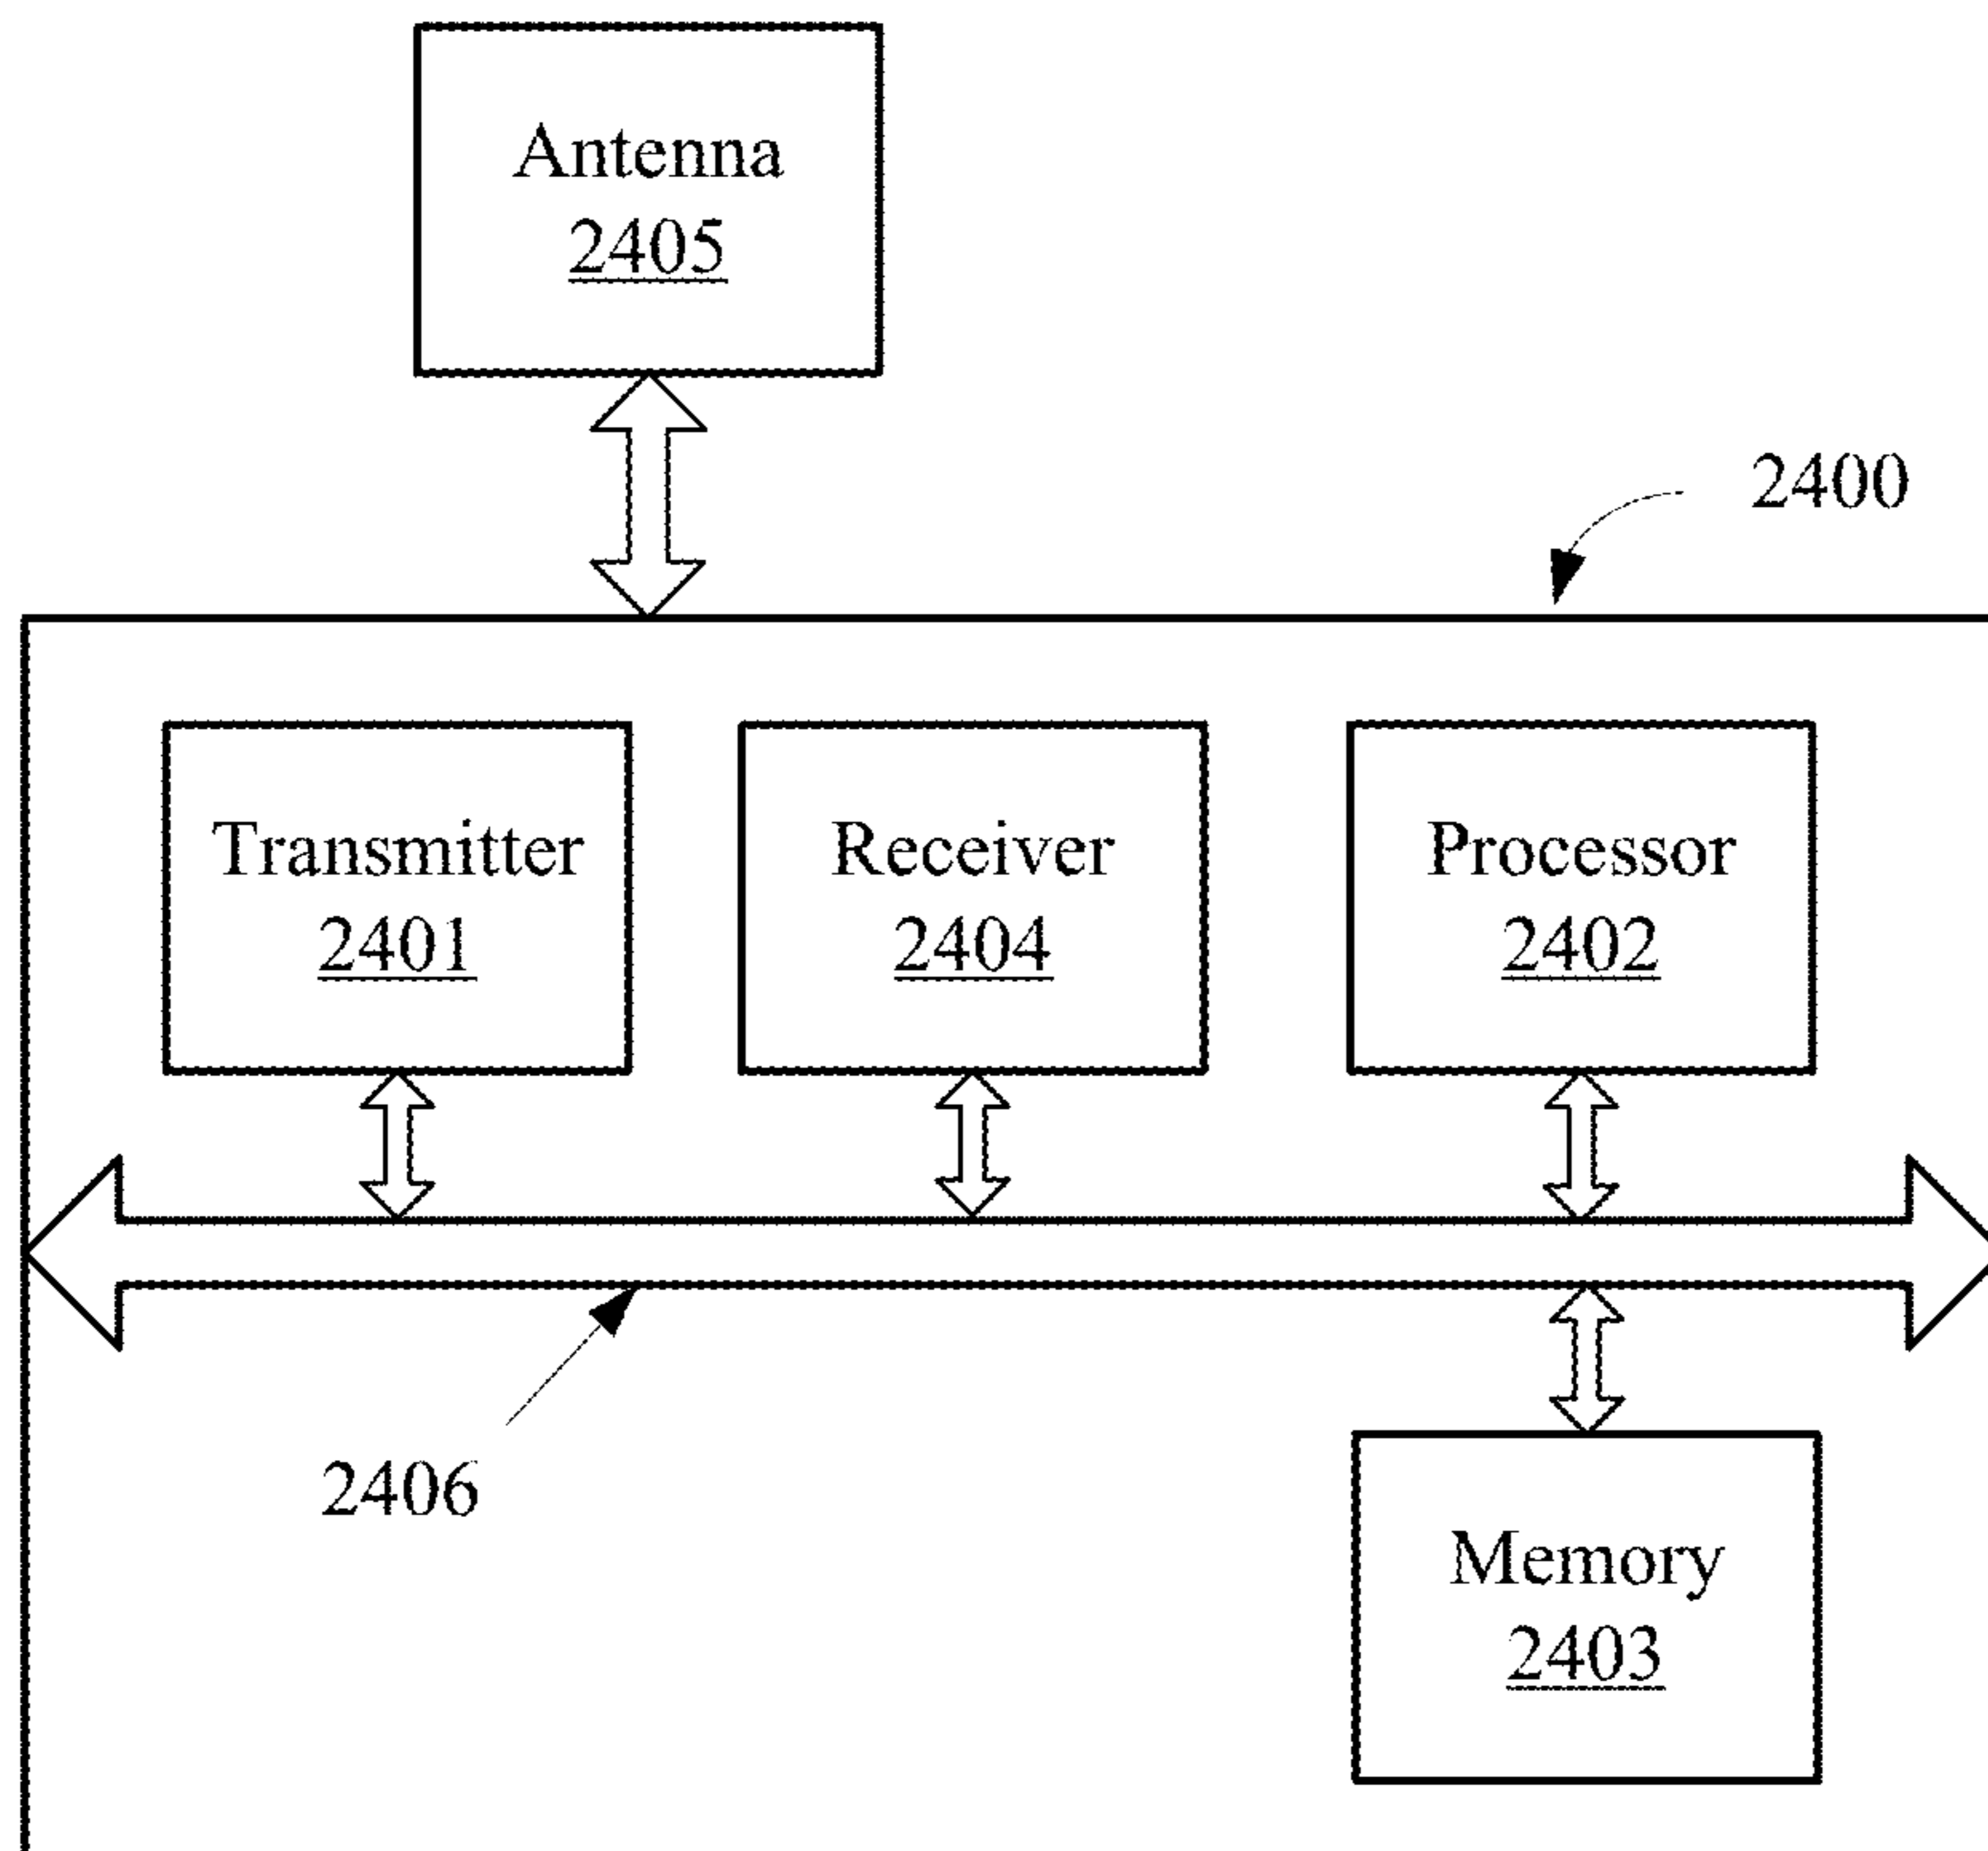 Antenna
2405
2400
Transmitter
2401
Receiver
2404
Processor
2402
2406
Memory
2403